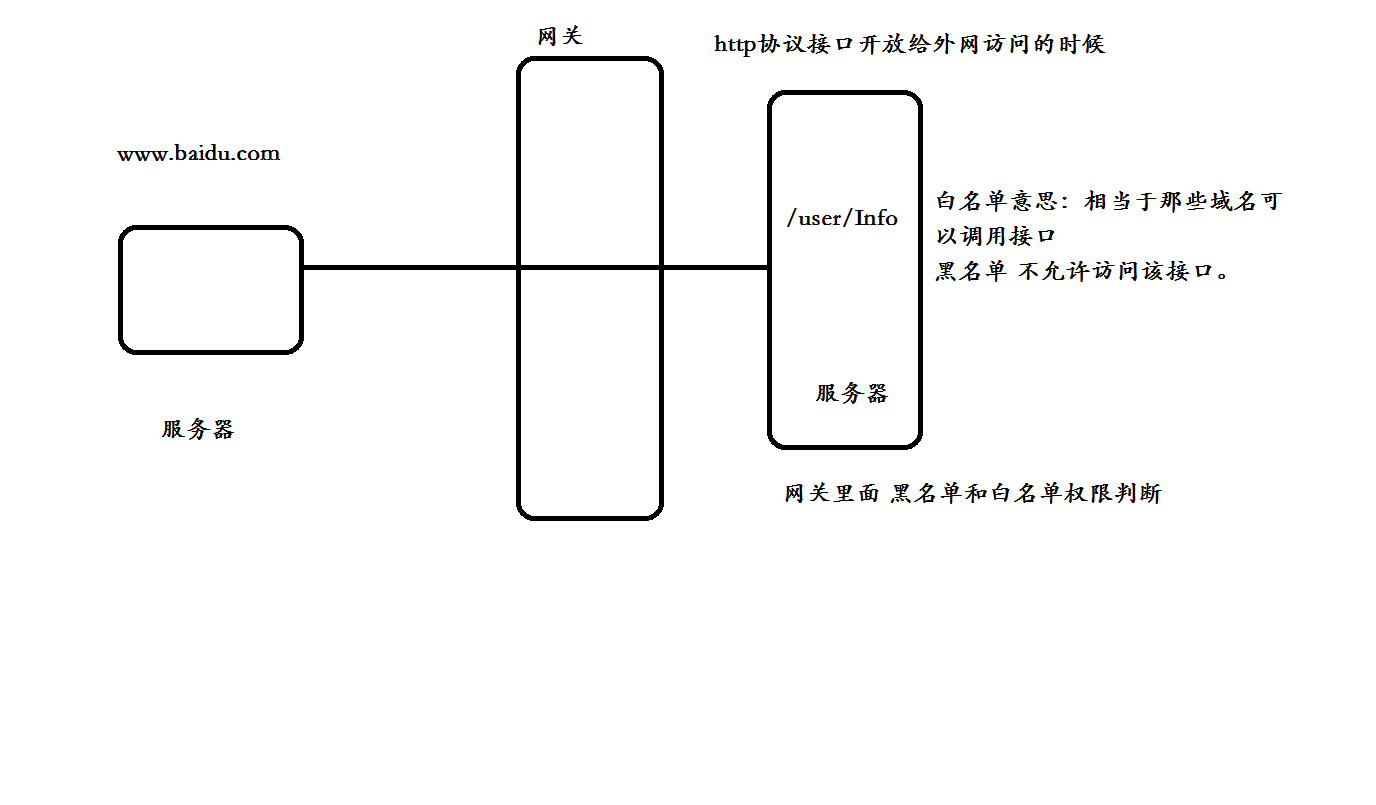 网关
http协议接口开放给外网访问的时候
www.baidu.com
/user/Info
白名单意思：相当于那些域名可
以调用接口
黑名单 不允许访问该接口。
服务器
服务器
网关里面 黑名单和白名单权限判断